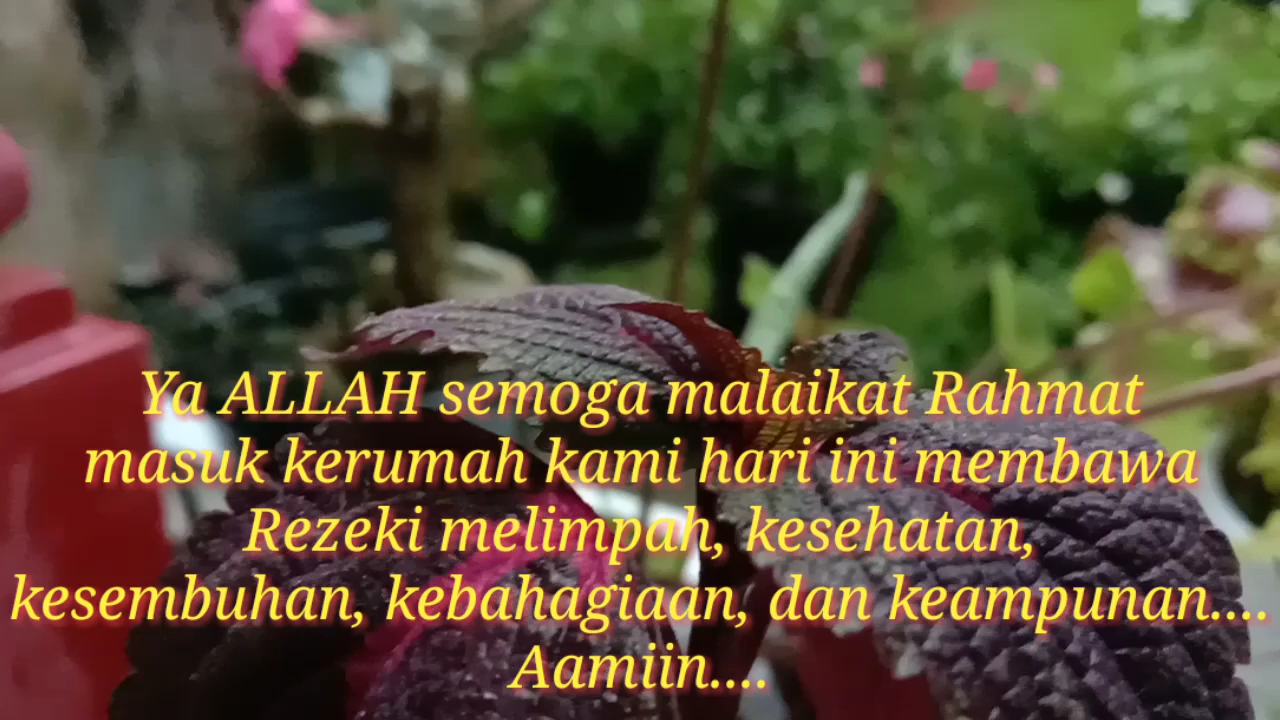 Ya ALLAH semoga malaikat Rahmat
masuk kerumah kami hari ini membawa
Rezeki melimpah, kesehatan,
kesembuhan, kebahagiaan, dan keampunan....
Aamiin....